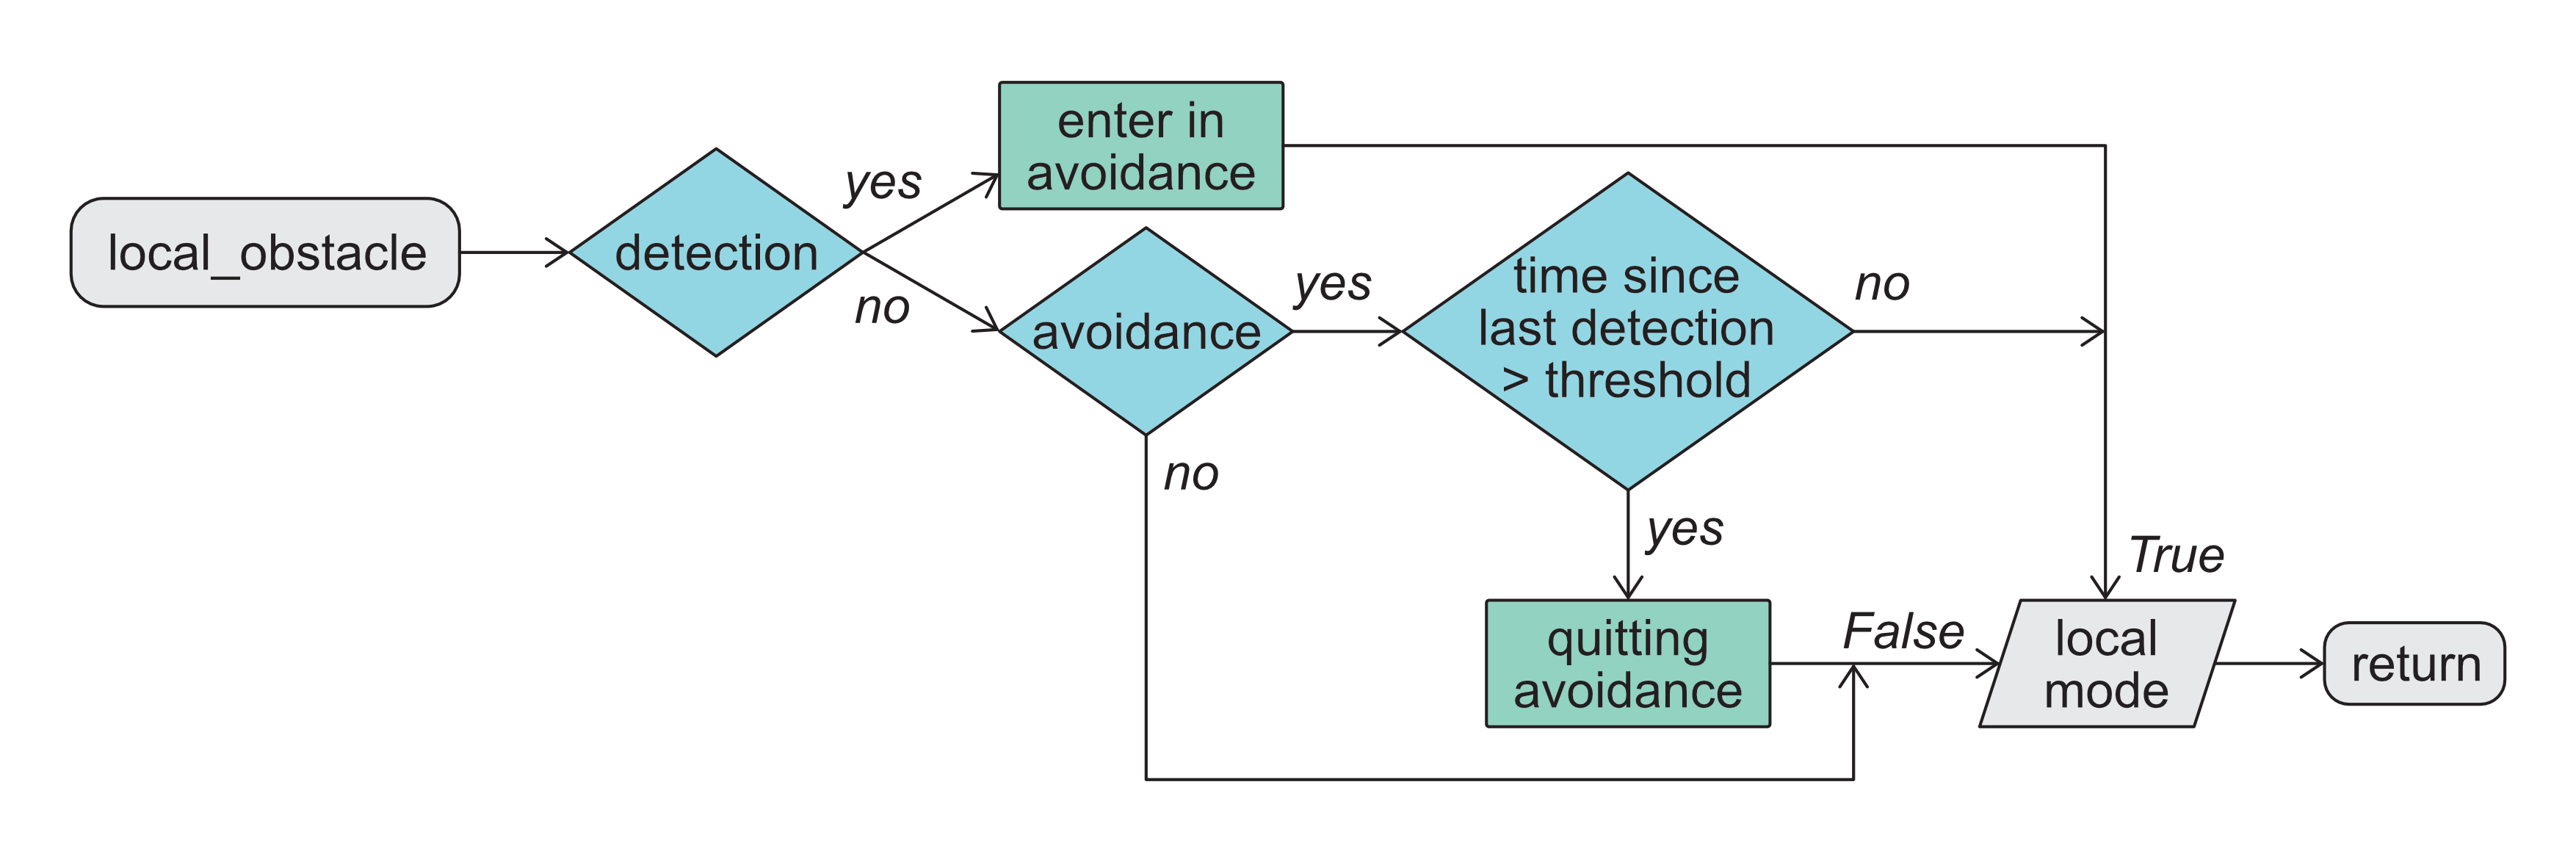 local_obstacle
detection
yes
no
enter in
avoidance
avoidance
yes
no
time since
last detection
> threshold
no
yes
quitting
avoidance
False
True
local
mode
return